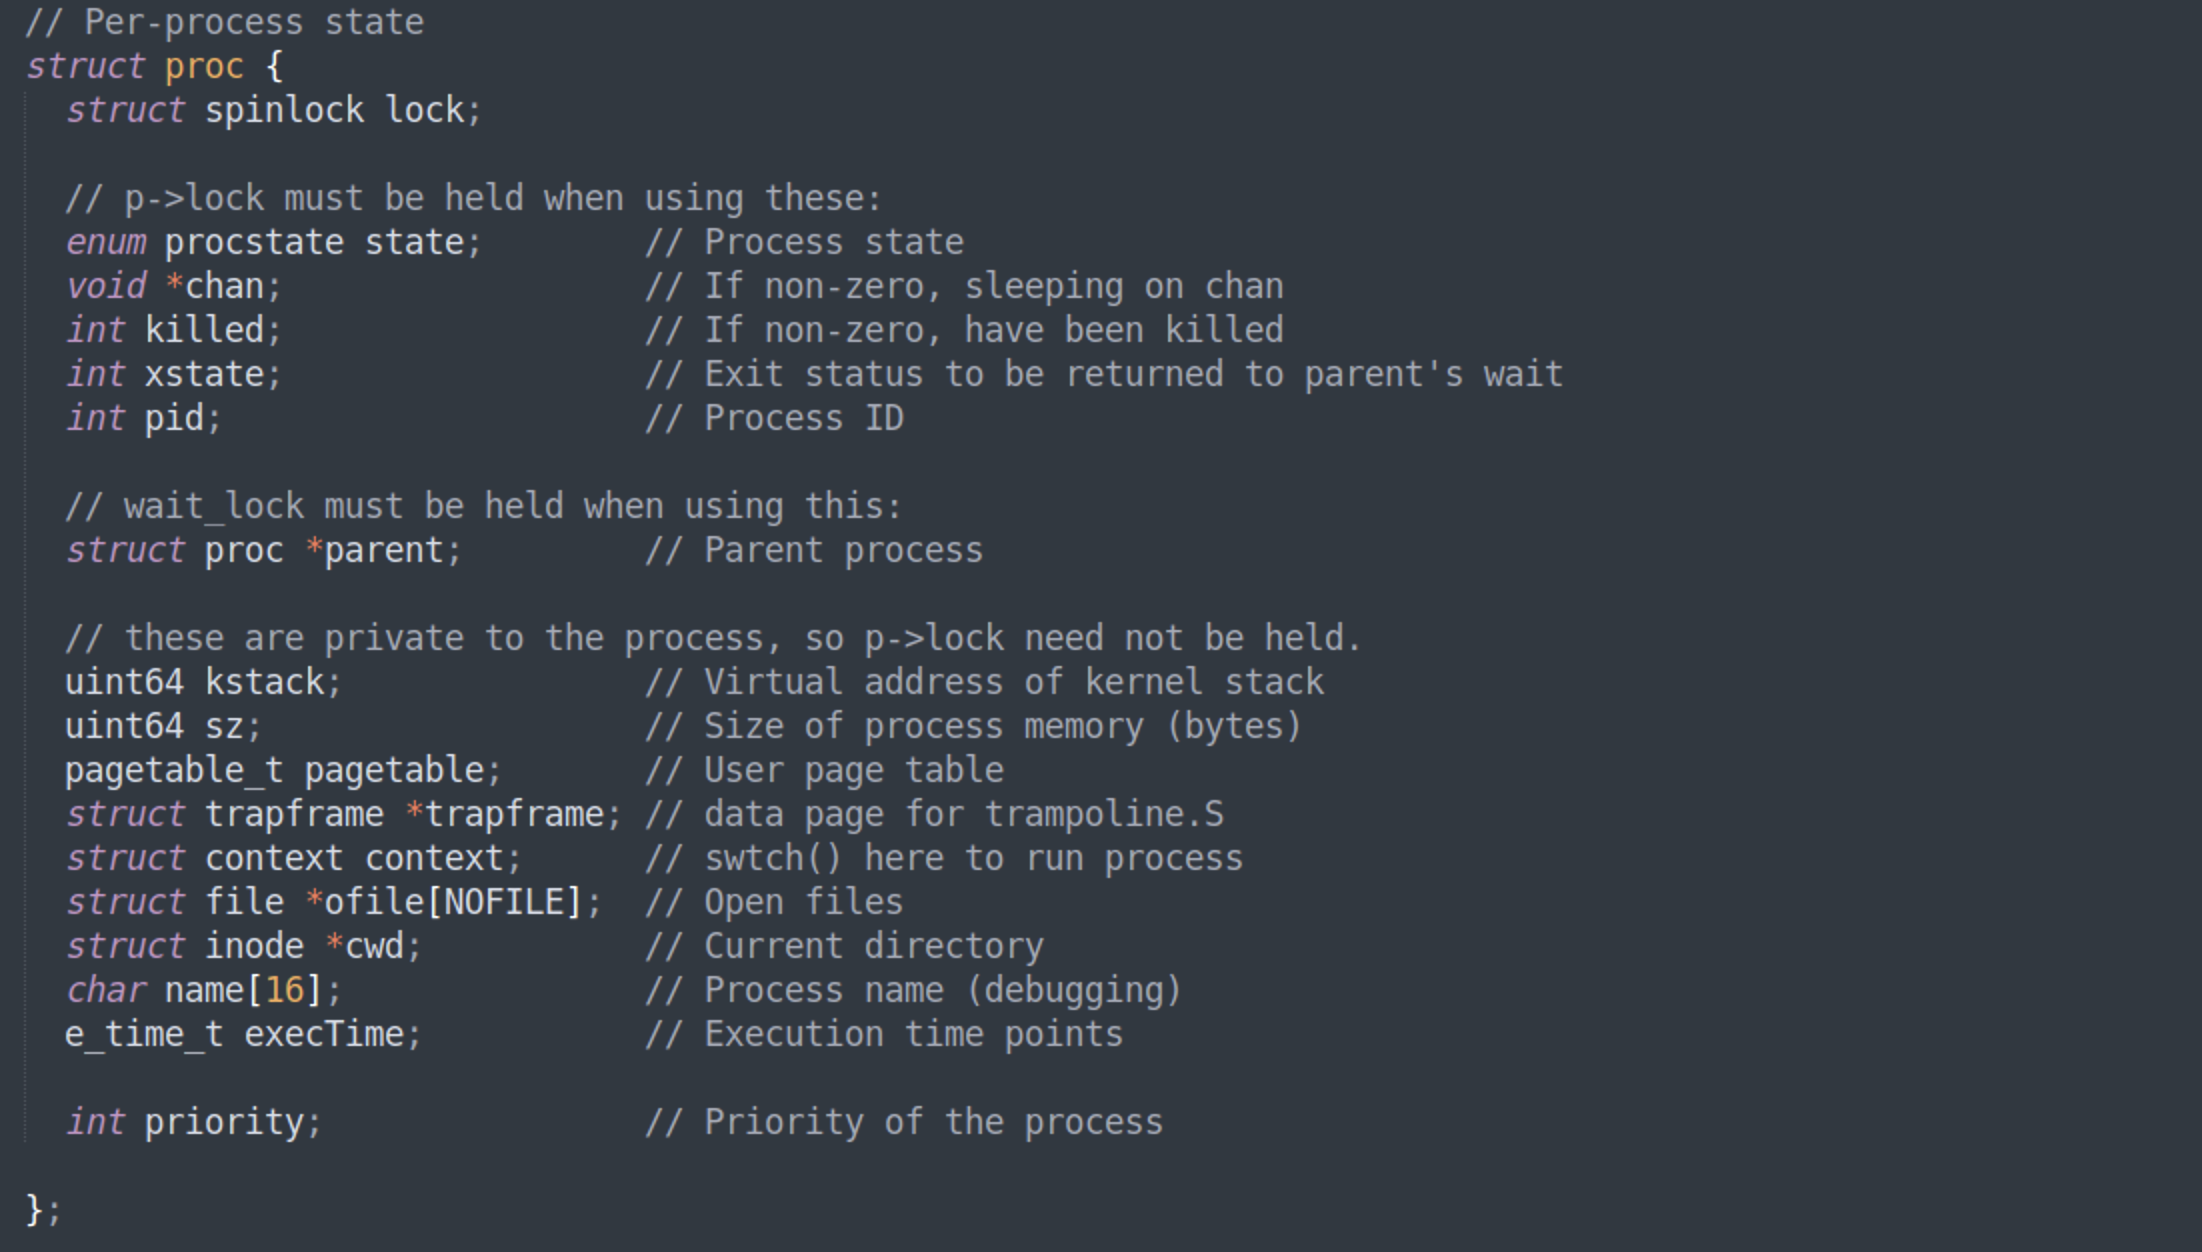 // Per-process state
struct proc {
  struct spinlock lock;

  // p->lock must be held when using these:
  enum procstate state;        // Process state
  void *chan;                  // If non-zero, sleeping on chan
  int killed;                  // If non-zero, have been killed
  int xstate;                  // Exit status to be returned to parent's wait
  int pid;                     // Process ID

  // wait_lock must be held when using this:
  struct proc *parent;         // Parent process

  // these are private to the process, so p->lock need not be held.
  uint64 kstack;               // Virtual address of kernel stack
  uint64 sz;                   // Size of process memory (bytes)
  pagetable_t pagetable;       // User page table
  struct trapframe *trapframe; // data page for trampoline.S
  struct context context;      // swtch() here to run process
  struct file *ofile[NOFILE];  // Open files
  struct inode *cwd;           // Current directory
  char name[16];               // Process name (debugging)
  e_time_t execTime;           // Execution time points

  int priority;                // Priority of the process

};